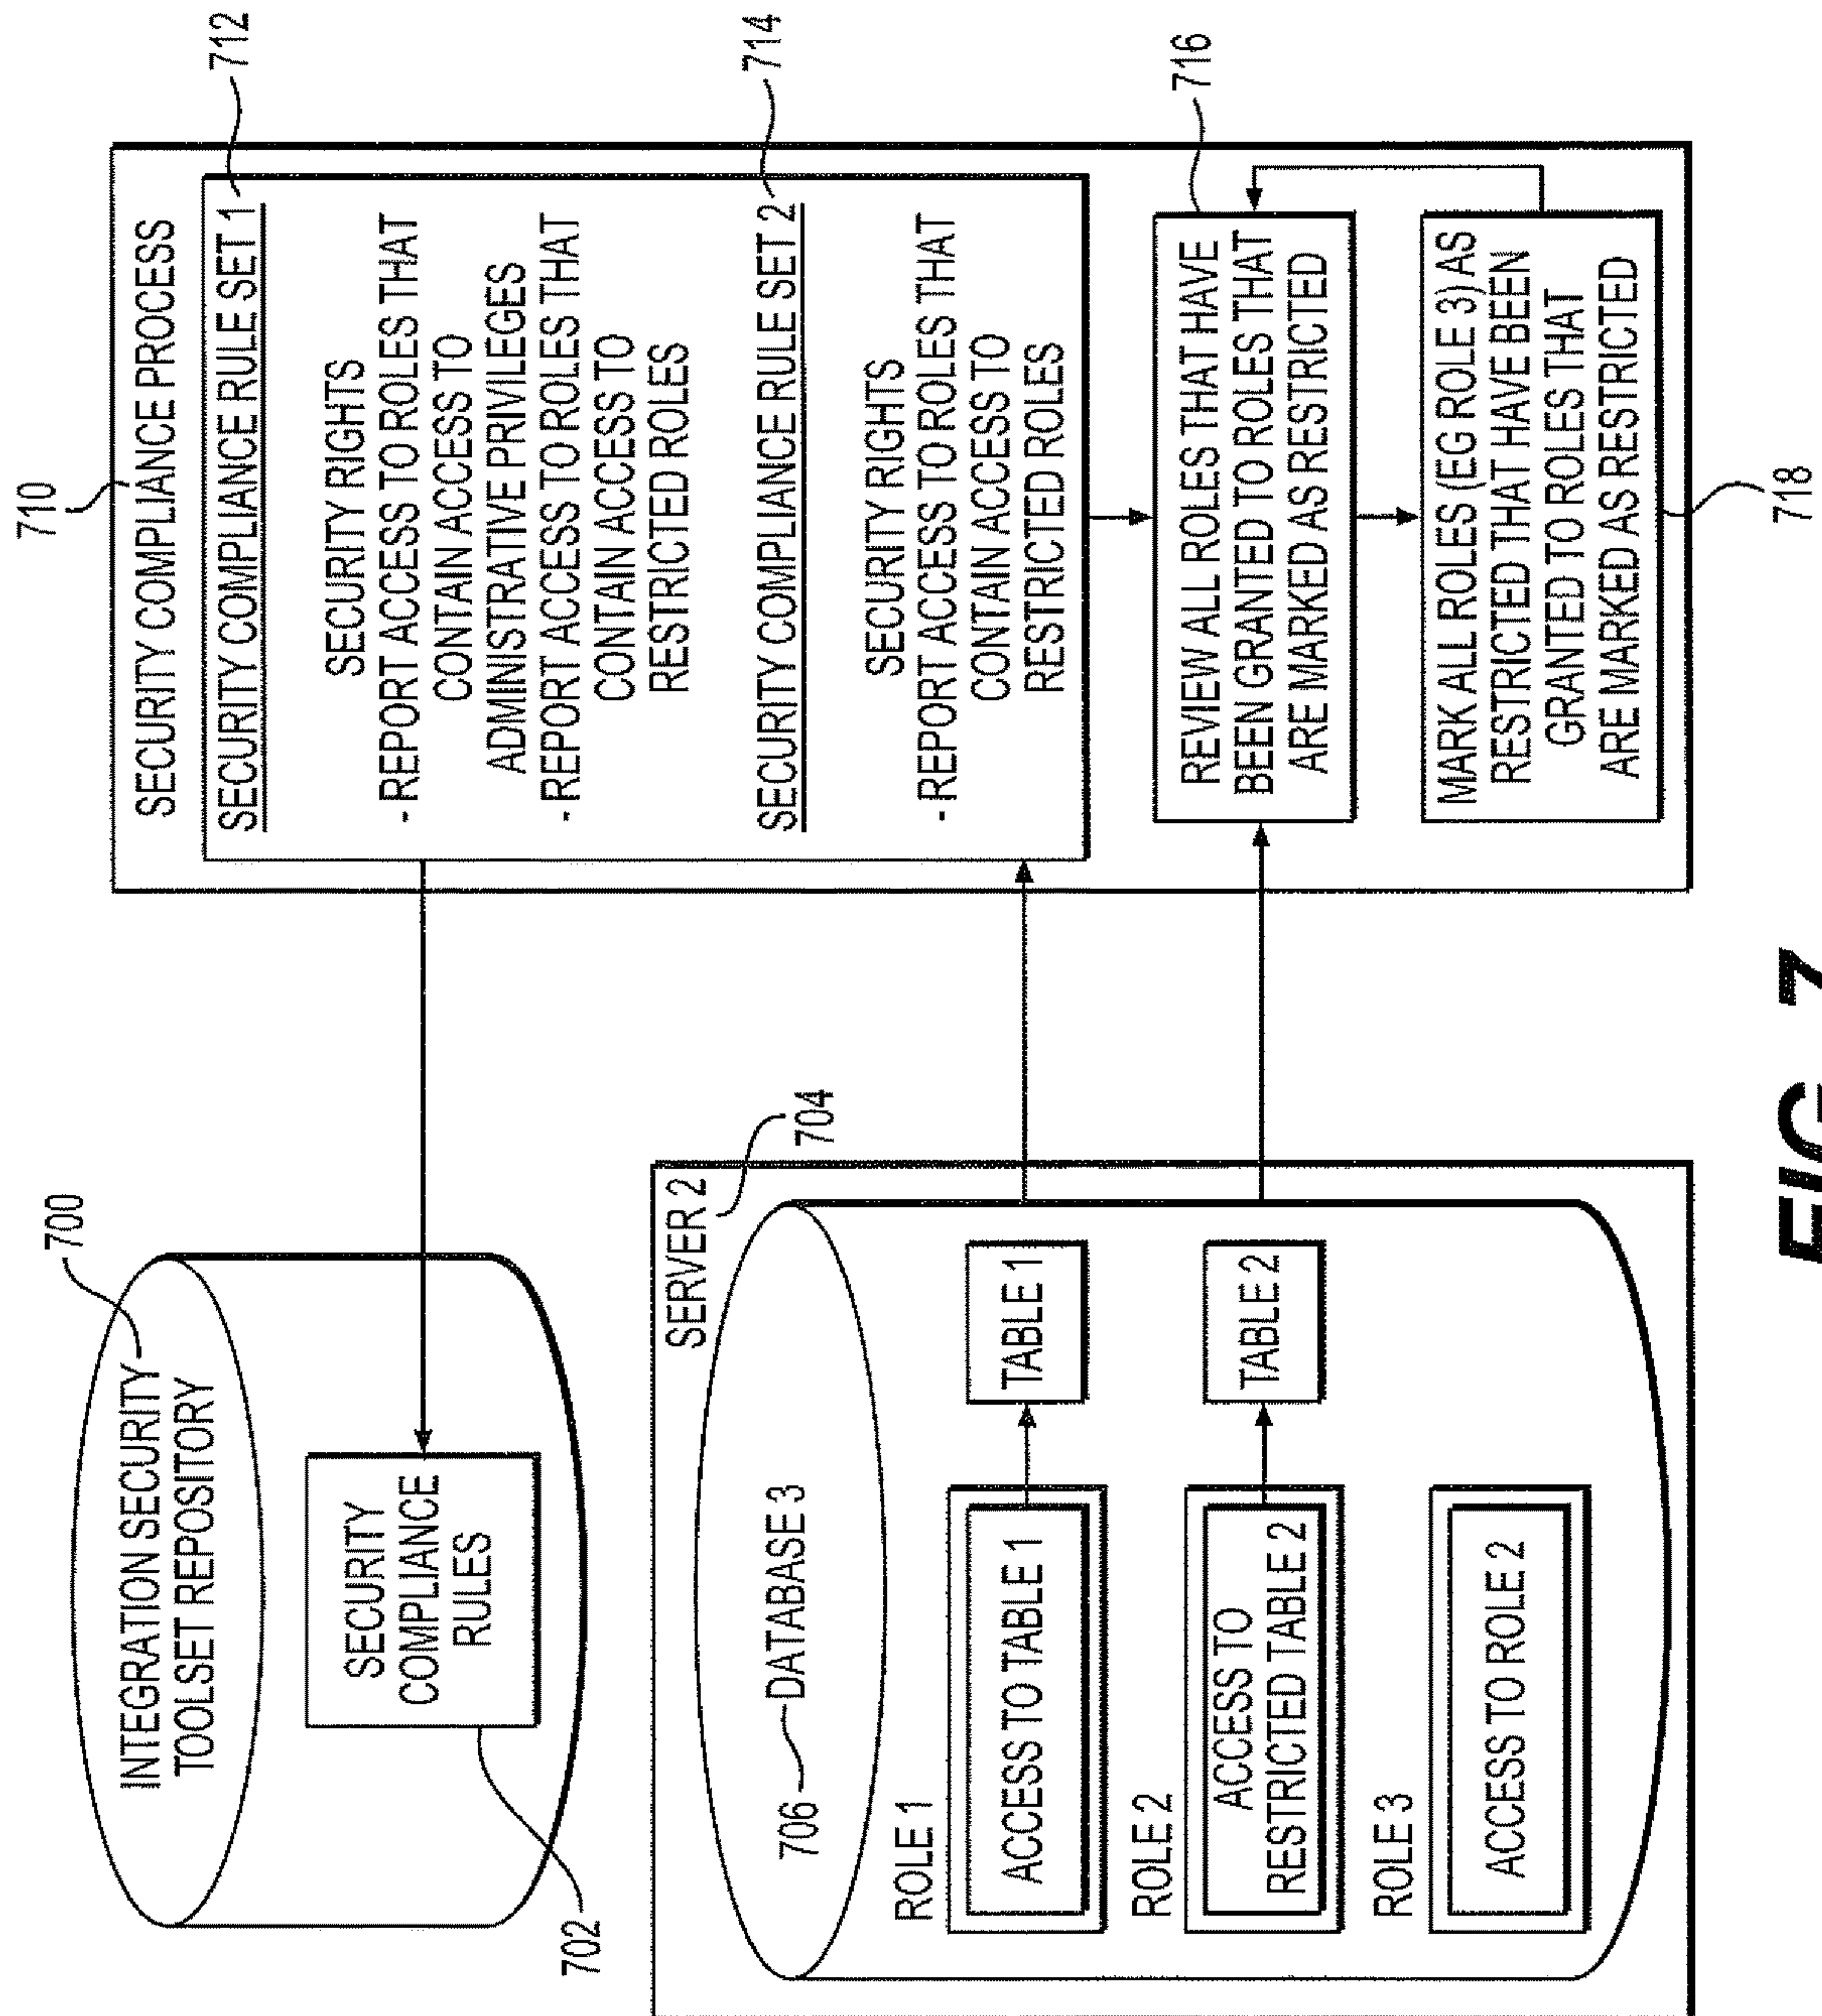 INTEGRATION SECURITY
TOOLSET REPOSITORY
700
SECURITY
COMPLIANCE
RULES
702
SERVER 2
704
706
DATABASE 3
ROLE 1
ACCESS TO TABLE 1
TABLE 1
ROLE 2
ACCESS TO
RESTRICTED TABLE 2
TABLE 2
ROLE 3
ACCESS TO ROLE 2
710
SECURITY COMPLIANCE PROCESS
SECURITY COMPLIANCE RULE SET 1
712
SECURITY RIGHTS
- REPORT ACCESS TO ROLES THAT
CONTAIN ACCESS TO
ADMINISTRATIVE PRIVILEGES
- REPORT ACCESS TO ROLES THAT
CONTAIN ACCESS TO
RESTRICTED ROLES
SECURITY COMPLIANCE RULE SET 2
714
SECURITY RIGHTS
- REPORT ACCESS TO ROLES THAT
CONTAIN ACCESS TO
RESTRICTED ROLES
REVIEW ALL ROLES THAT HAVE
BEEN GRANTED TO ROLES THAT
ARE MARKED AS RESTRICTED
716
MARK ALL ROLES (EG ROLE 3) AS
RESTRICTED THAT HAVE BEEN
GRANTED TO ROLES THAT
ARE MARKED AS RESTRICTED
718
FIG. 7